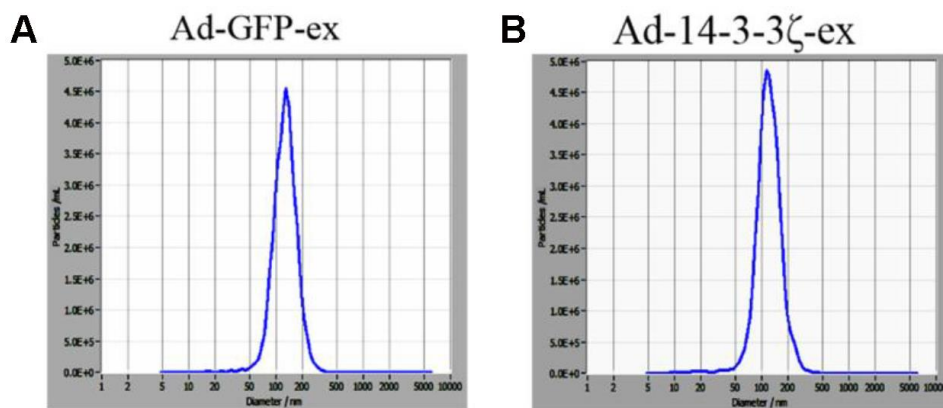 A
Ad-GFP-ex
5.0E+6
4.5E+6
4.0E+6
3.5E+6
3.0E+6
2.5E+6
2.0E+6
1.5E+6
1.0E+6
5.0E+5
0.0E+0
Particles /mL
1 2 5 10 20 50 100 200 500 1000 2000 5000 10000
Diameter / nm
B
Ad-14-3-3ζ-ex
5.0E+6
4.5E+6
4.0E+6
3.5E+6
3.0E+6
2.5E+6
2.0E+6
1.5E+6
1.0E+6
5.0E+5
0.0E+0
Particles /mL
1 2 5 10 20 50 100 200 500 1000 2000 5000 1000
Diameter / nm